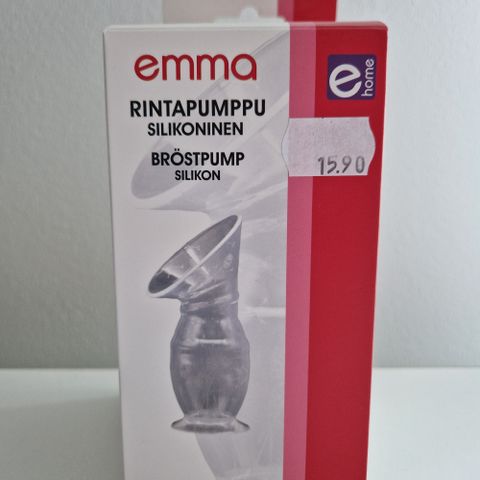 emma
e
home
RINTAPUMPPU
SILIKONINEN
15.90
BRÖSTPUMP
SILIKON